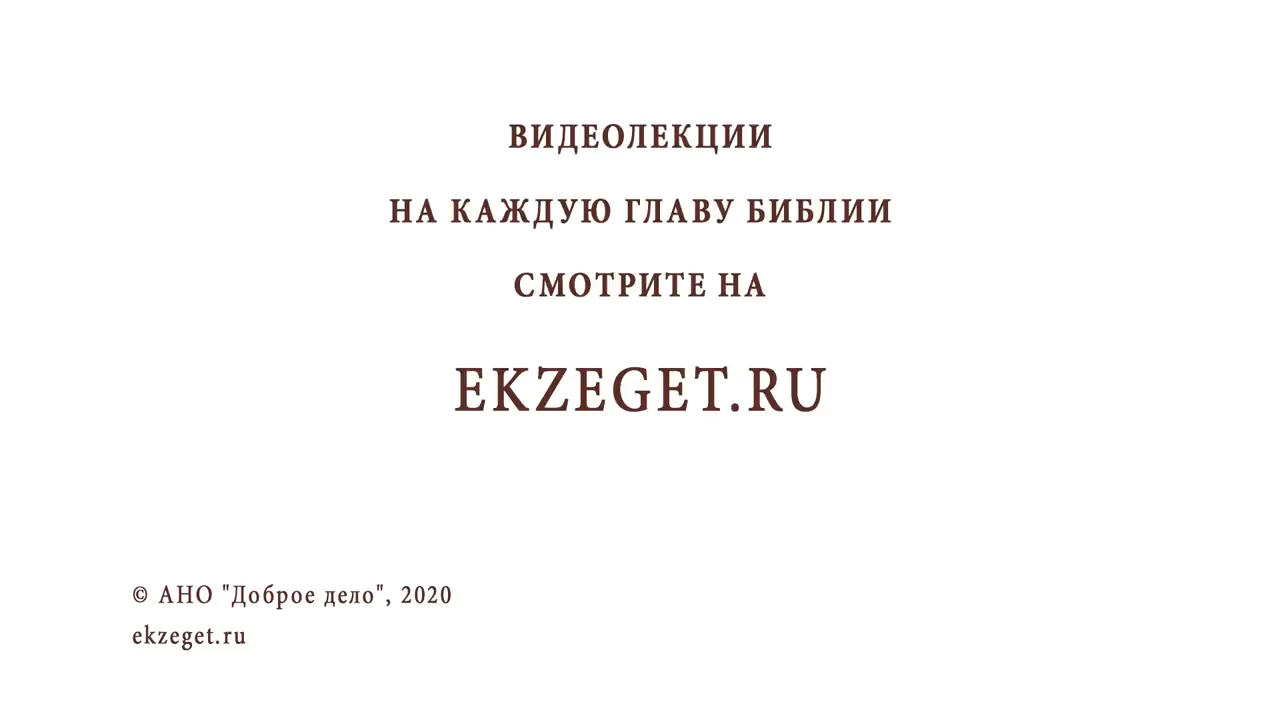 ВИДЕОЛЕКЦИИ
НА КАЖДУЮ ГЛАВУ БИБЛИИ
СМОТРИТЕ НА
EKZEGET.RU
© АНО "Доброе дело", 2020
ekzeget.ru